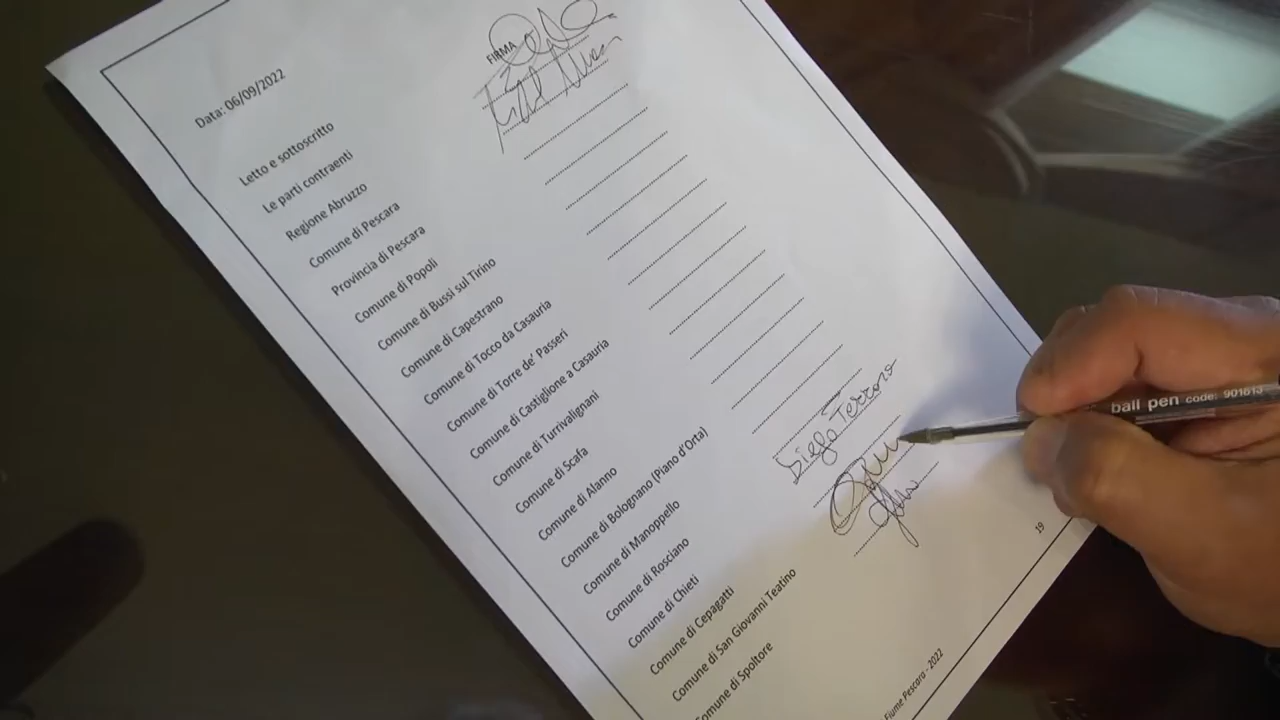 Data: 06/09/2022
FIRMA
Letto e sottoscritto
Le parti contraenti
Regione Abruzzo
Comune di Pescara
Provincia di Pescara
Comune di Popoli
Comune di Bussi sul Tirino
Comune di Capestrano
Comune di Tocco da Casauria
Comune di Torre de' Passeri
Comune di Castiglione a Casauria
Comune di Turrivalignani
Comune di Scafa
Comune di Alanno
Comune di Bolognano (Piano d'Orta)
Comune di Manoppello
Comune di Rosciano
Comune di Chieti
Comune di Cepagatti
Comune di San Giovanni Teatino
Comune di Spoltore
Diego Ferrara
19
Fiume Pescara - 2022
ball pen code: 901613